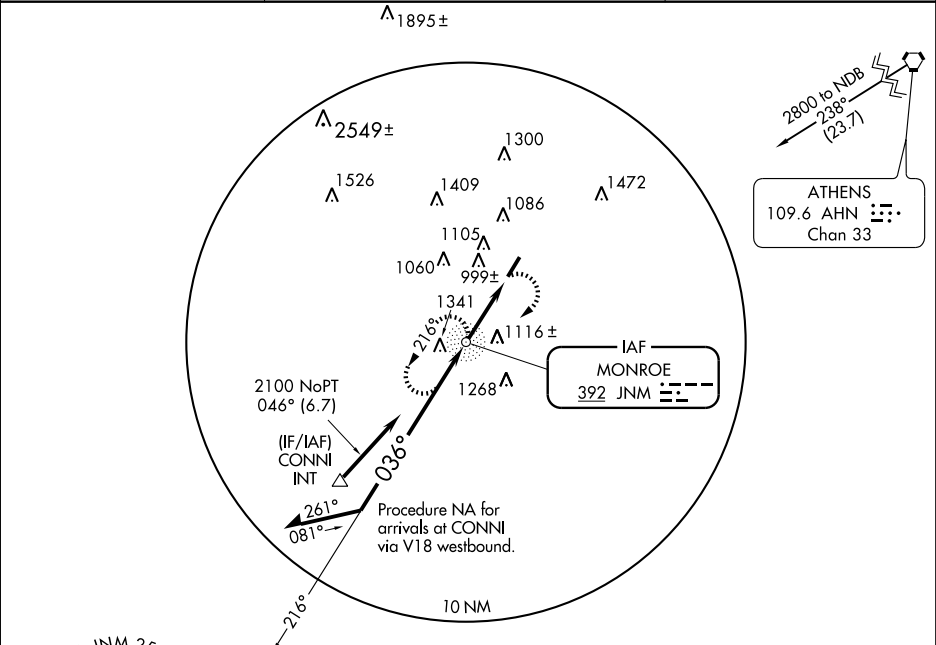 1895±
2549±
1300
1526
1409
1472
1086
1105
1060
999±
1341
1116±
1268
216°
2800 to NDB
238°
(23.7)
ATHENS
109.6 AHN
Chan 33
IAF
MONROE
392 JNM
2100 NoPT
046° (6.7)
(IF/IAF)
CONNI
INT
036°
261°
081°
Procedure NA for
arrivals at CONNI
via V18 westbound.
10 NM
216°
JNM